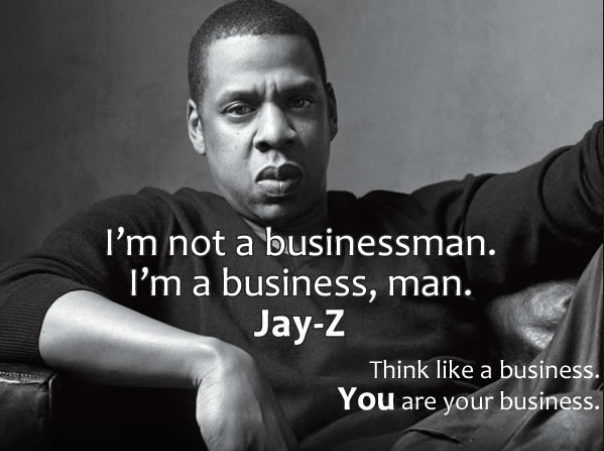 I'm not a businessman.
I'm a business, man.
Jay-Z
Think like a business.
You are your business.